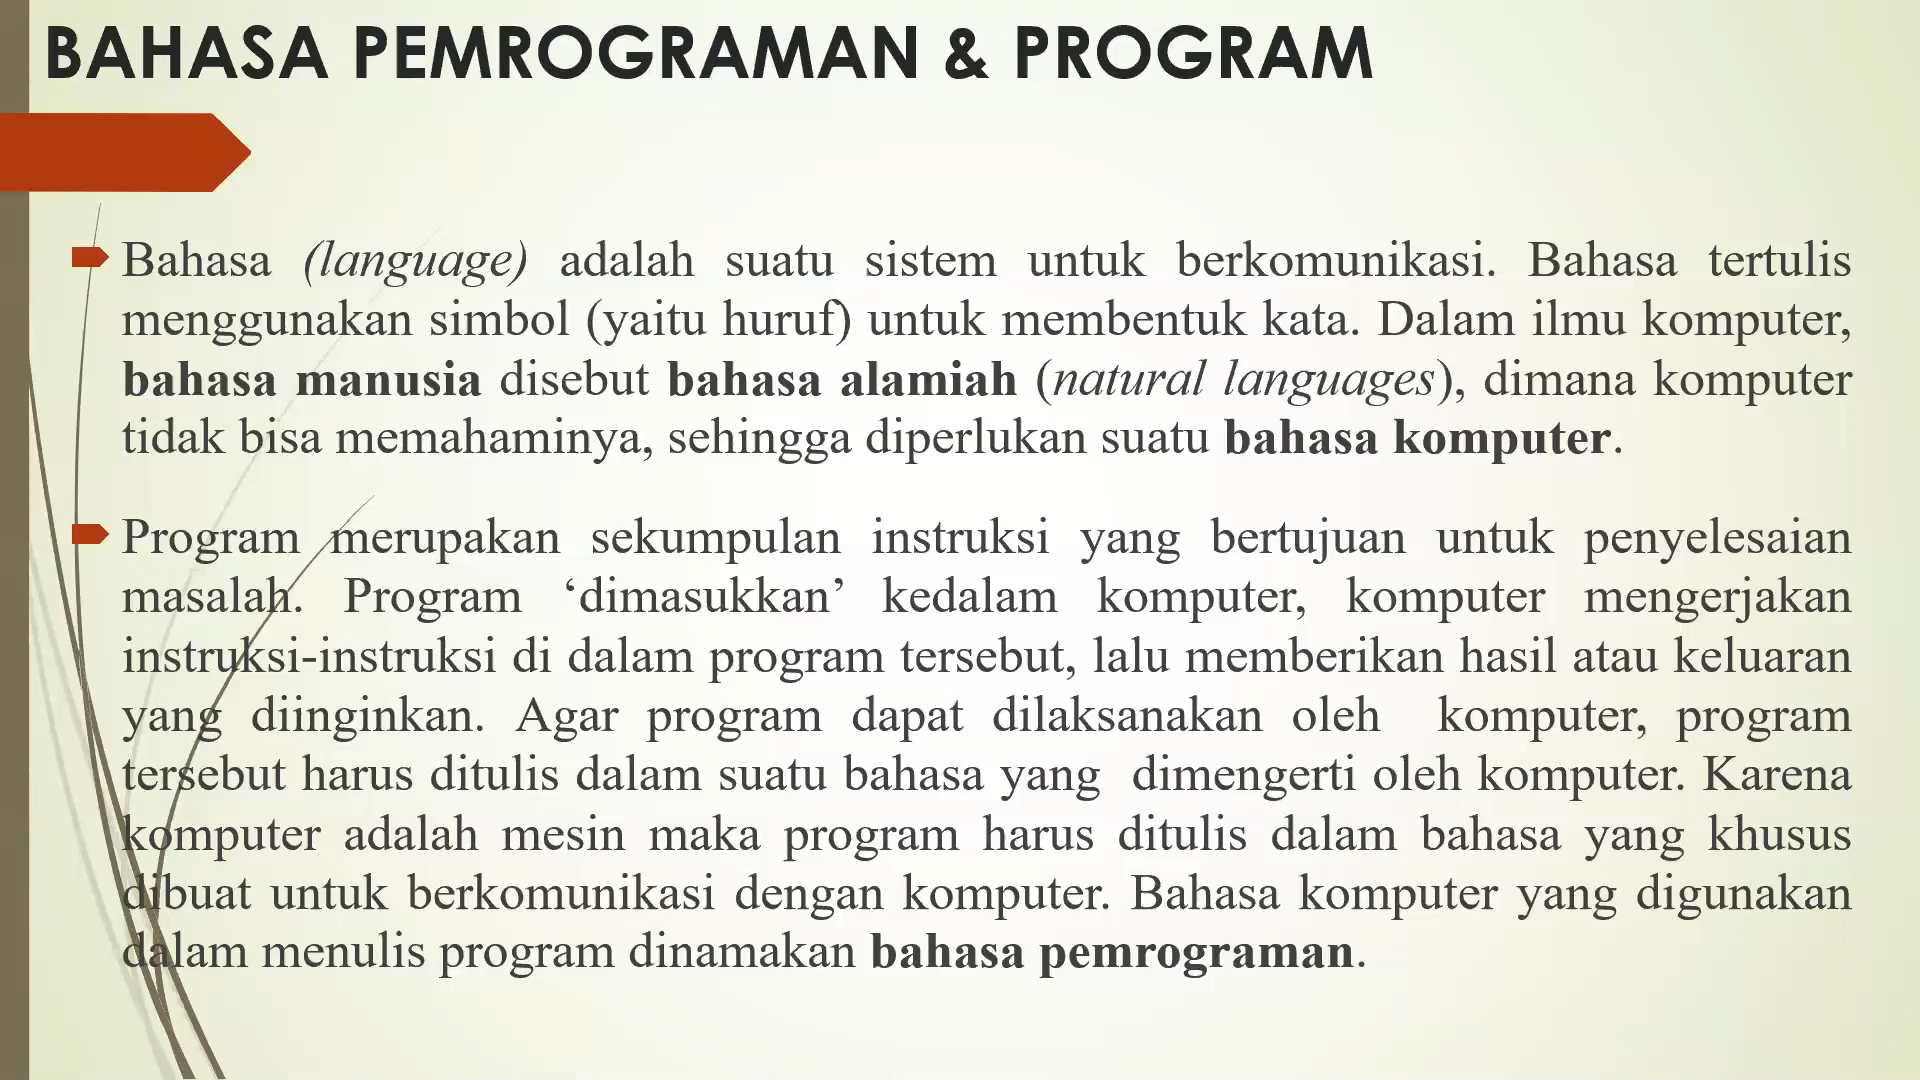 BAHASA PEMROGRAMAN & PROGRAM
Bahasa (language) adalah suatu sistem untuk berkomunikasi. Bahasa tertulis
menggunakan simbol (yaitu huruf) untuk membentuk kata. Dalam ilmu komputer,
bahasa manusia disebut bahasa alamiah (natural languages), dimana komputer
tidak bisa memahaminya, sehingga diperlukan suatu bahasa komputer.
Program merupakan sekumpulan instruksi yang bertujuan untuk penyelesaian
masalah. Program ‘dimasukkan’ kedalam komputer, komputer mengerjakan
instruksi-instruksi di dalam program tersebut, lalu memberikan hasil atau keluaran
yang diinginkan. Agar program dapat dilaksanakan oleh komputer, program
tersebut harus ditulis dalam suatu bahasa yang dimengerti oleh komputer. Karena
komputer adalah mesin maka program harus ditulis dalam bahasa yang khusus
dibuat untuk berkomunikasi dengan komputer. Bahasa komputer yang digunakan
dalam menulis program dinamakan bahasa pemrograman.